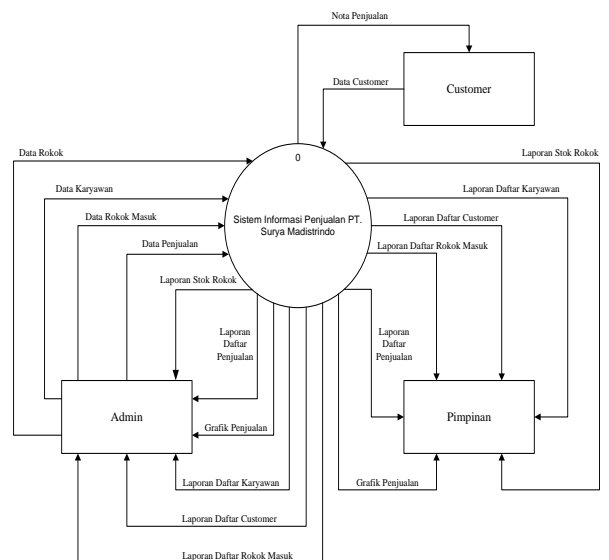 Nota Penjualan
Data Customer
Customer
Data Rokok
0
Laporan Stok Rokok
Data Karyawan
Laporan Daftar Karyawan
Data Rokok Masuk
Sistem Informasi Penjualan PT.
Surya Madistrindo
Laporan Daftar Customer
Data Penjualan
Laporan Daftar Rokok Masuk
Laporan Stok Rokok
Laporan
Daftar
Penjualan
Laporan
Daftar
Penjualan
Admin
Pimpinan
Grafik Penjualan
Laporan Daftar Karyawan
Grafik Penjualan
Laporan Daftar Customer
Laporan Daftar Rokok Masuk